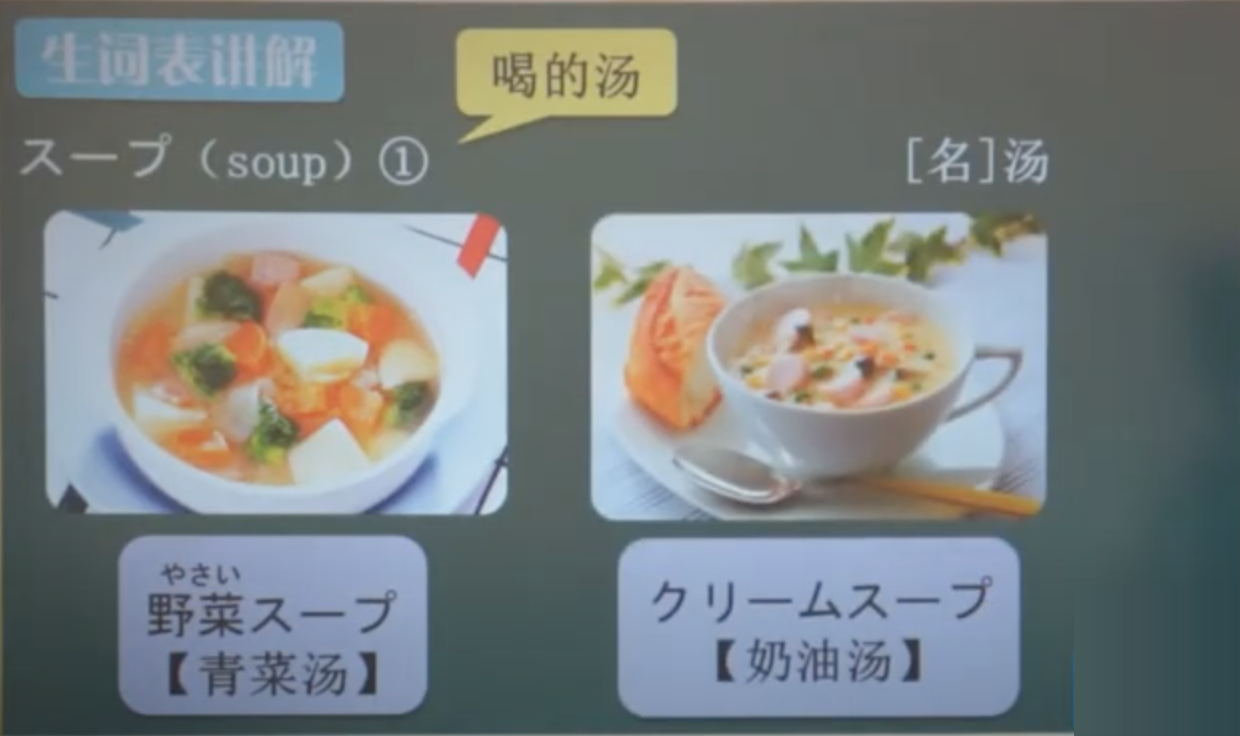 生词表讲解
喝的汤
スープ（soup）① [名]汤
やさい
野菜スープ
【青菜汤】
クリームスープ
【奶油汤】